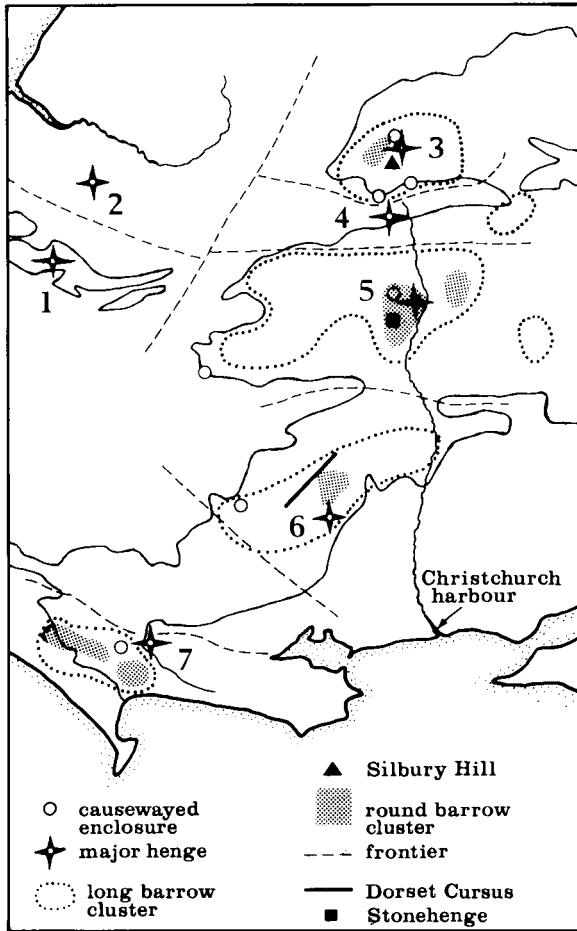 3
2
4
1
5
6
Christchurch
harbour
7
Silbury Hill
causewayed
enclosure
round barrow
cluster
major henge
frontier
long barrow
cluster
Dorset Cursus
Stonehenge